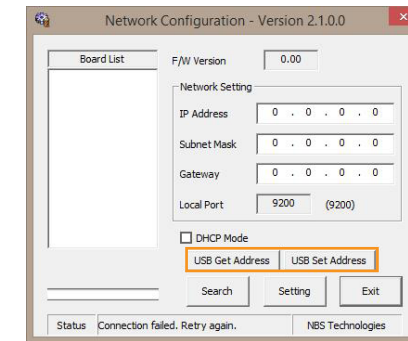 Network Configuration - Version 2.1.0.0
Board List
F/W Version 0.00
Network Setting
IP Address 0 . 0 . 0 . 0
Subnet Mask 0 . 0 . 0 . 0
Gateway 0 . 0 . 0 . 0
Local Port 9200 (9200)
DHCP Mode
USB Get Address USB Set Address
Search Setting Exit
Status Connection failed. Retry again. NBS Technologies